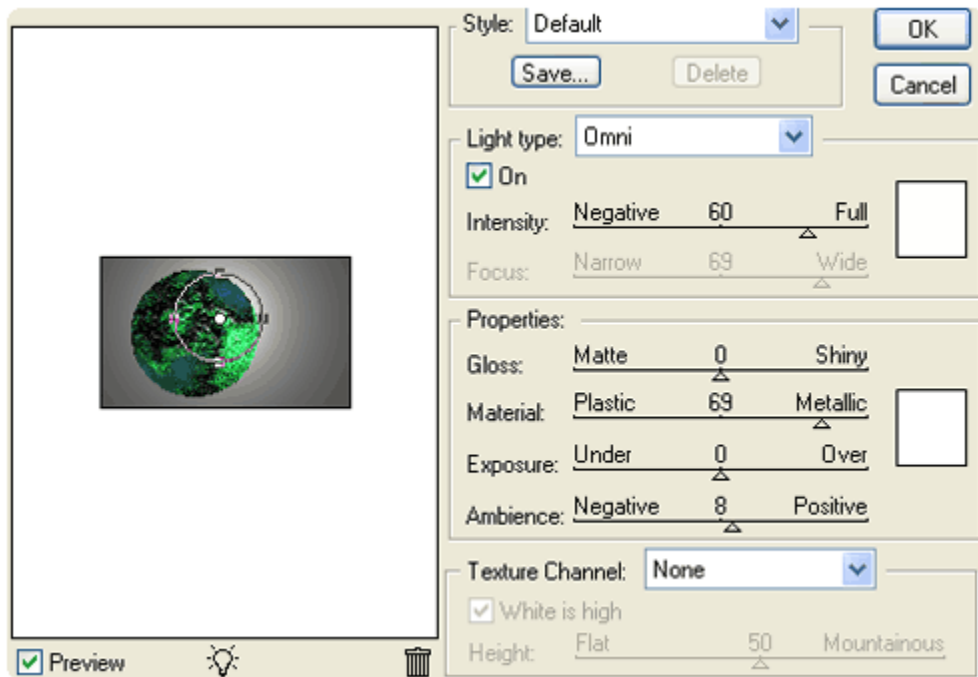 Style: Default
OK
Save... Delete
Cancel
Light type: Omni
On
Intensity: Negative 60 Full
Focus: Narrow 69 Wide
Properties:
Gloss: Matte 0 Shiny
Material: Plastic 69 Metallic
Exposure: Under 0 Over
Ambience: Negative 8 Positive
Texture Channel: None
White is high
Height: Flat 50 Mountainous
Preview